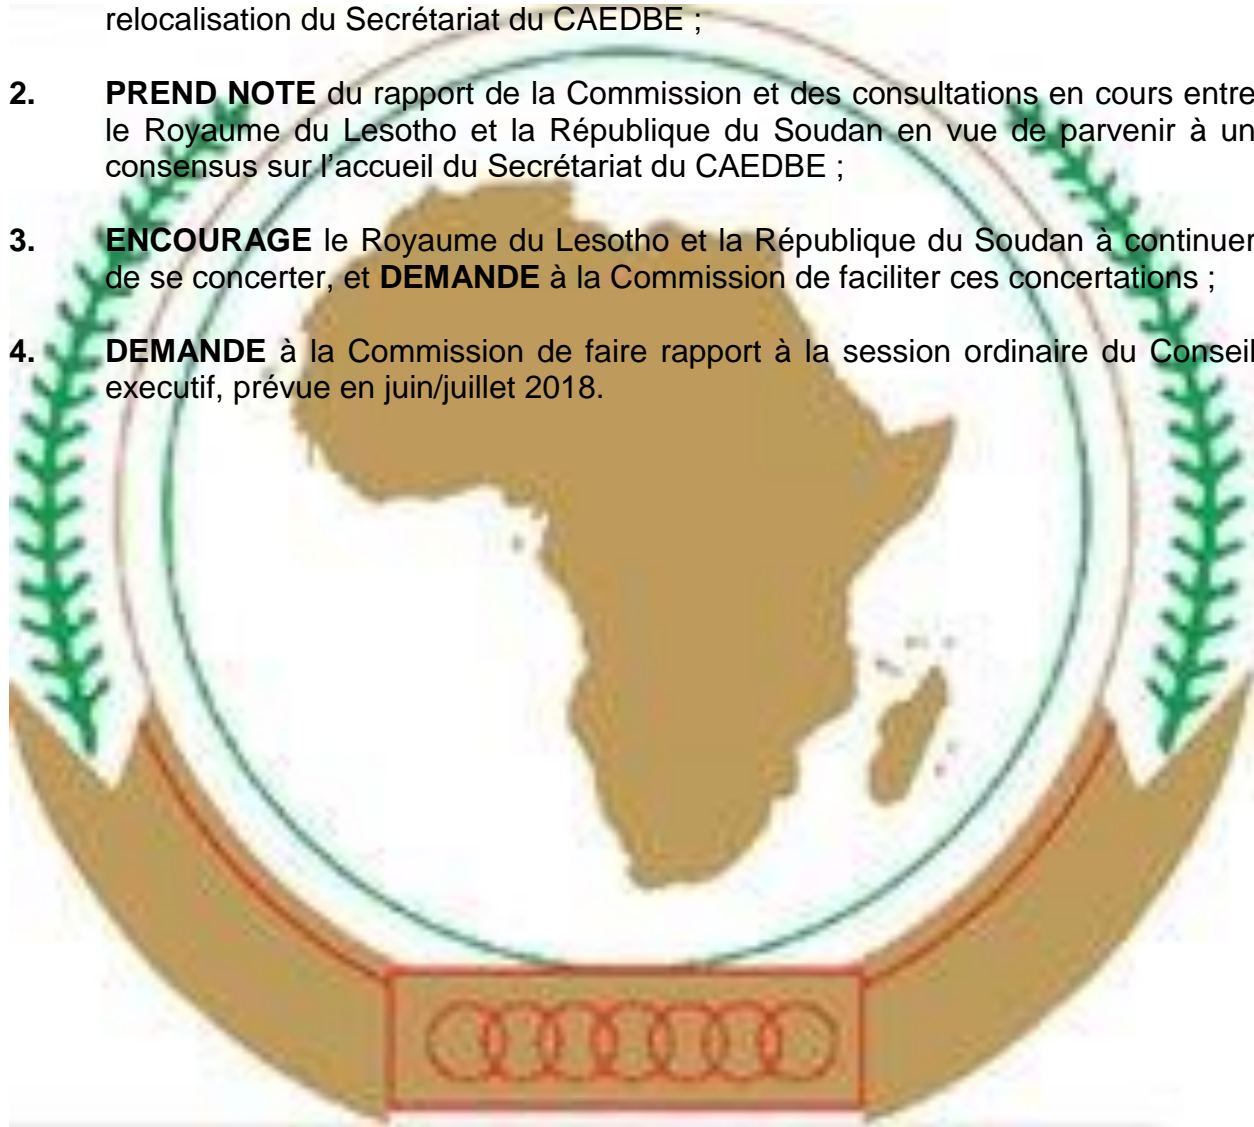 relocalisation du Secrétariat du CAEDBE ;
2. PREND NOTE du rapport de la Commission et des consultations en cours entre
le Royaume du Lesotho et la République du Soudan en vue de parvenir à un
consensus sur l’accueil du Secrétariat du CAEDBE ;
3. ENCOURAGE le Royaume du Lesotho et la République du Soudan à continuer
de se concerter, et DEMANDE à la Commission de faciliter ces concertations ;
4. DEMANDE à la Commission de faire rapport à la session ordinaire du Conseil
executif, prévue en juin/juillet 2018.